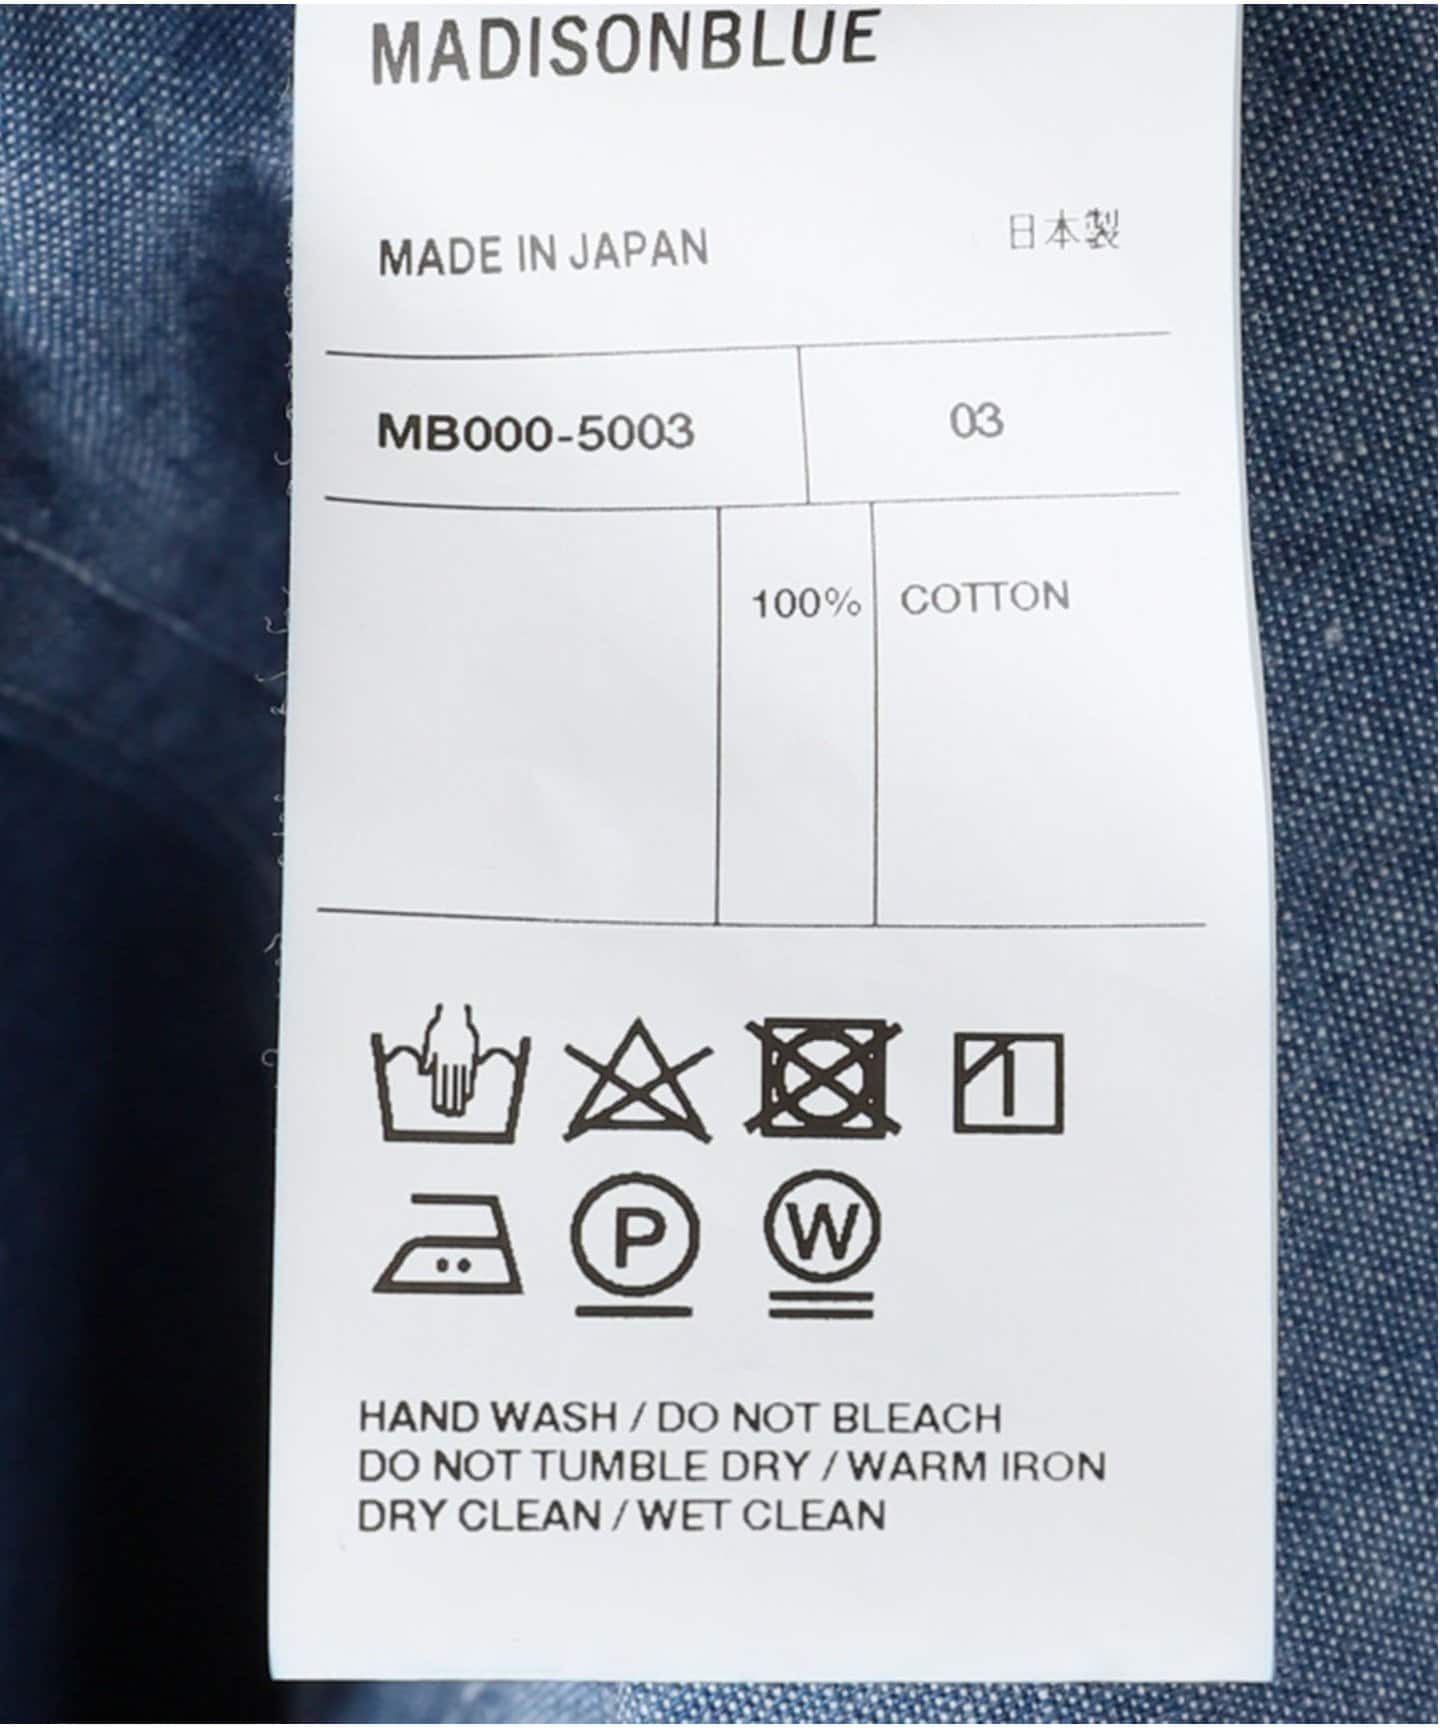 MADISONBLUE
MADE IN JAPAN 日本製
MB000-5003 03
100% COTTON
P W
HAND WASH / DO NOT BLEACH
DO NOT TUMBLE DRY / WARM IRON
DRY CLEAN / WET CLEAN